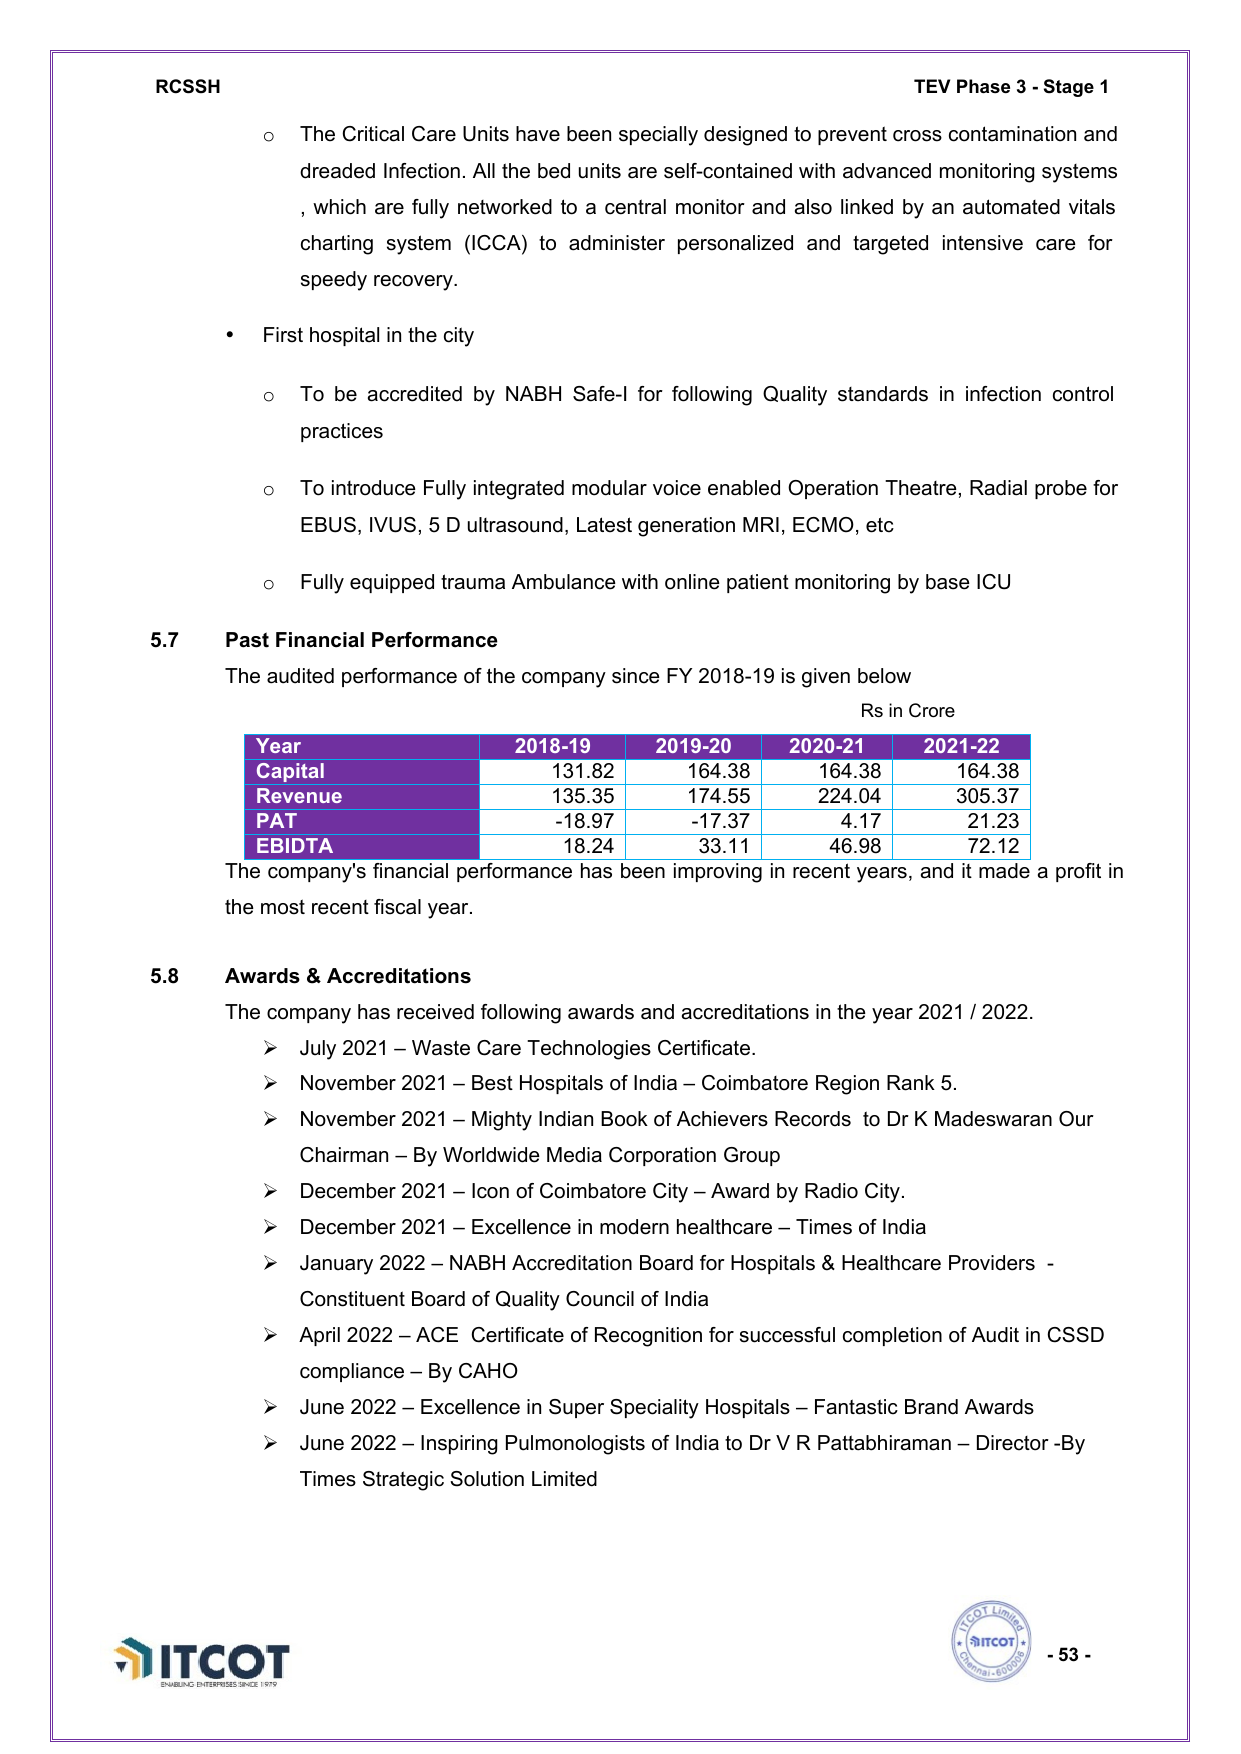 RCSSH TEV Phase 3 - Stage 1
o The Critical Care Units have been specially designed to prevent cross contamination and
dreaded Infection. All the bed units are self-contained with advanced monitoring systems
, which are fully networked to a central monitor and also linked by an automated vitals
charting system (ICCA) to administer personalized and targeted intensive care for
speedy recovery.
• First hospital in the city
o To be accredited by NABH Safe-I for following Quality standards in infection control
practices
o To introduce Fully integrated modular voice enabled Operation Theatre, Radial probe for
EBUS, IVUS, 5 D ultrasound, Latest generation MRI, ECMO, etc
o Fully equipped trauma Ambulance with online patient monitoring by base ICU
5.7 Past Financial Performance
The audited performance of the company since FY 2018-19 is given below
Rs in Crore
Year 2018-19 2019-20 2020-21 2021-22
Capital 131.82 164.38 164.38 164.38
Revenue 135.35 174.55 224.04 305.37
PAT -18.97 -17.37 4.17 21.23
EBIDTA 18.24 33.11 46.98 72.12
The company's financial performance has been improving in recent years, and it made a profit in
the most recent fiscal year.
5.8 Awards & Accreditations
The company has received following awards and accreditations in the year 2021 / 2022.
➢ July 2021 – Waste Care Technologies Certificate.
➢ November 2021 – Best Hospitals of India – Coimbatore Region Rank 5.
➢ November 2021 – Mighty Indian Book of Achievers Records to Dr K Madeswaran Our
Chairman – By Worldwide Media Corporation Group
➢ December 2021 – Icon of Coimbatore City – Award by Radio City.
➢ December 2021 – Excellence in modern healthcare – Times of India
➢ January 2022 – NABH Accreditation Board for Hospitals & Healthcare Providers -
Constituent Board of Quality Council of India
➢ April 2022 – ACE Certificate of Recognition for successful completion of Audit in CSSD
compliance – By CAHO
➢ June 2022 – Excellence in Super Speciality Hospitals – Fantastic Brand Awards
➢ June 2022 – Inspiring Pulmonologists of India to Dr V R Pattabhiraman – Director -By
Times Strategic Solution Limited
ITCOT
ENABLING ENTERPRISES SINCE 1979
ITCOT Limited
ITCOT
Chennai-600006
- 53 -